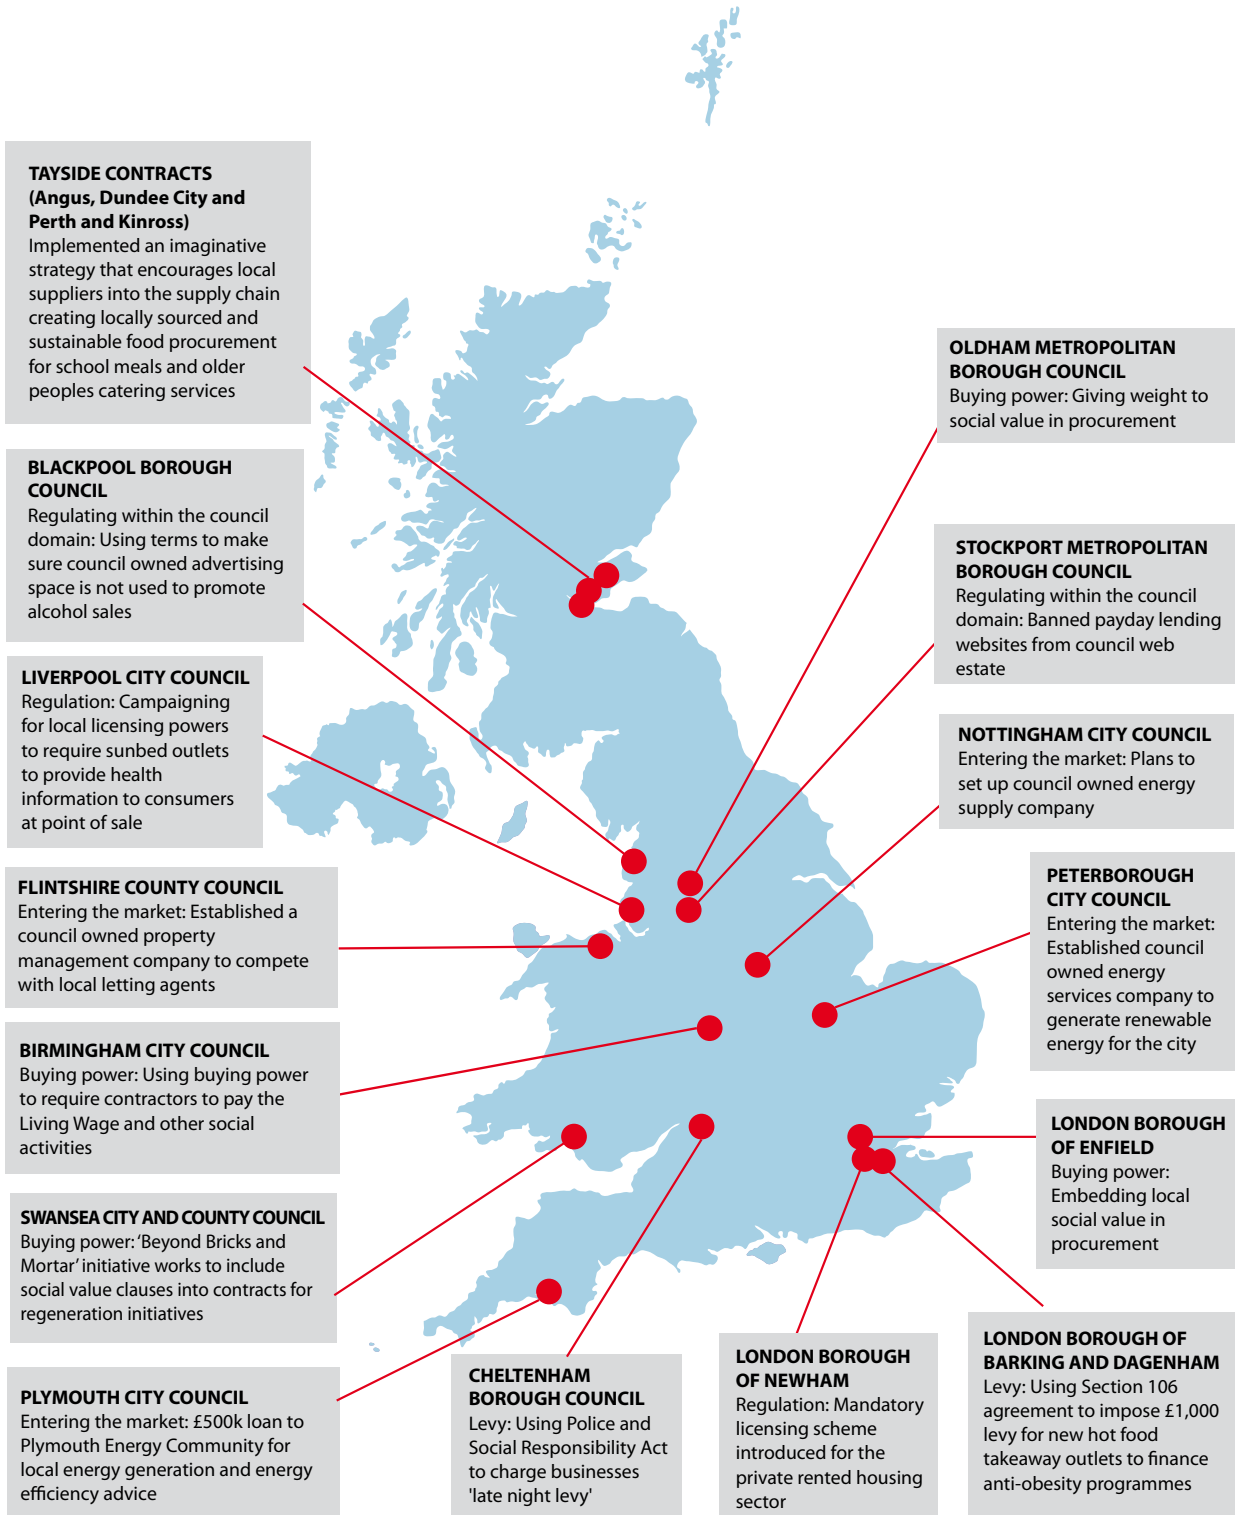 TAYSIDE CONTRACTS
(Angus, Dundee City and
Perth and Kinross)
Implemented an imaginative
strategy that encourages local
suppliers into the supply chain
creating locally sourced and
sustainable food procurement
for school meals and older
peoples catering services
BLACKPOOL BOROUGH
COUNCIL
Regulating within the council
domain: Using terms to make
sure council owned advertising
space is not used to promote
alcohol sales
LIVERPOOL CITY COUNCIL
Regulation: Campaigning
for local licensing powers
to require sunbed outlets
to provide health
information to consumers
at point of sale
FLINTSHIRE COUNTY COUNCIL
Entering the market: Established a
council owned property
management company to compete
with local letting agents
BIRMINGHAM CITY COUNCIL
Buying power: Using buying power
to require contractors to pay the
Living Wage and other social
activities
SWANSEA CITY AND COUNTY COUNCIL
Buying power: 'Beyond Bricks and
Mortar' initiative works to include
social value clauses into contracts for
regeneration initiatives
PLYMOUTH CITY COUNCIL
Entering the market: £500k loan to
Plymouth Energy Community for
local energy generation and energy
efficiency advice
CHELTENHAM
BOROUGH COUNCIL
Levy: Using Police and
Social Responsibility Act
to charge businesses
'late night levy'
LONDON BOROUGH
OF NEWHAM
Regulation: Mandatory
licensing scheme
introduced for the
private rented housing
sector
OLDHAM METROPOLITAN
BOROUGH COUNCIL
Buying power: Giving weight to
social value in procurement
STOCKPORT METROPOLITAN
BOROUGH COUNCIL
Regulating within the council
domain: Banned payday lending
websites from council web
estate
NOTTINGHAM CITY COUNCIL
Entering the market: Plans to
set up council owned energy
supply company
PETERBOROUGH
CITY COUNCIL
Entering the market:
Established council
owned energy
services company to
generate renewable
energy for the city
LONDON BOROUGH
OF ENFIELD
Buying power:
Embedding local
social value in
procurement
LONDON BOROUGH OF
BARKING AND DAGENHAM
Levy: Using Section 106
agreement to impose £1,000
levy for new hot food
takeaway outlets to finance
anti-obesity programmes